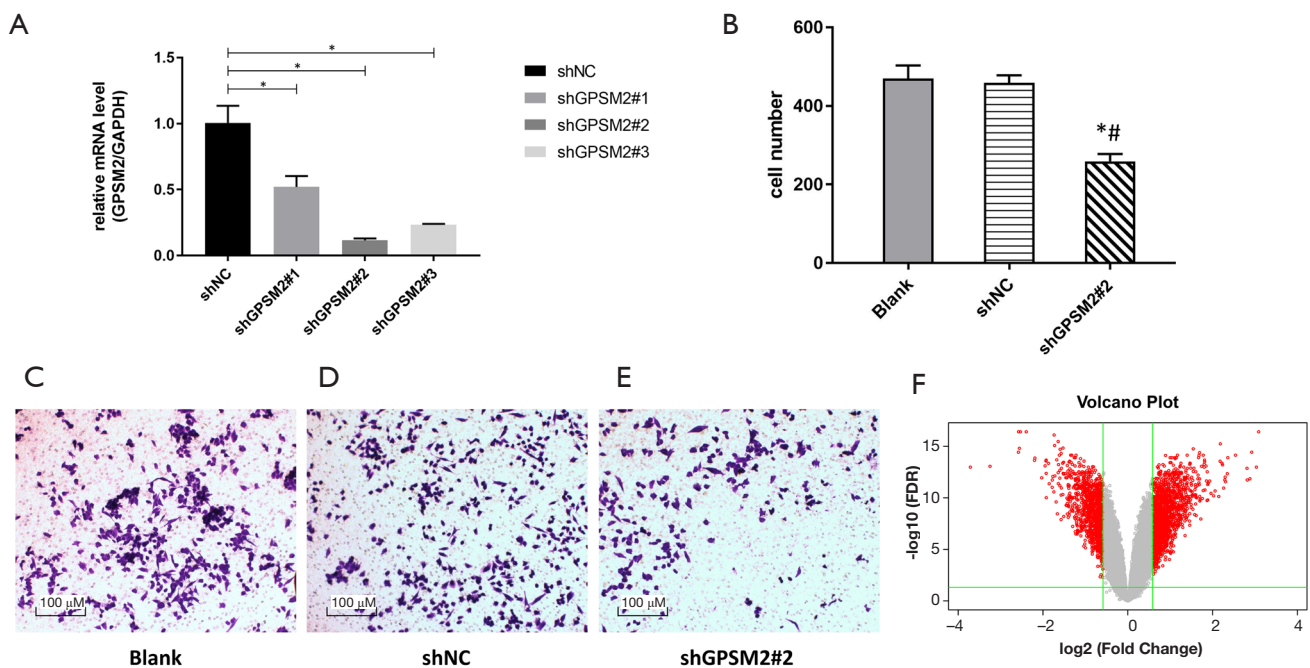 A
relative mRNA level
(GPSM2/GAPDH)
1.5
1.0
0.5
0.0
*
*
*
shNC
shGPSM2#1
shGPSM2#2
shGPSM2#3
shNC
shGPSM2#1
shGPSM2#2
shGPSM2#3
B
cell number
600
400
200
0
*#
Blank
shNC
shGPSM2#2
C
100 µM
Blank
D
100 µM
shNC
E
100 µM
shGPSM2#2
F
Volcano Plot
-log10 (FDR)
15
10
5
0
−4
−2
0
2
4
log2 (Fold Change)